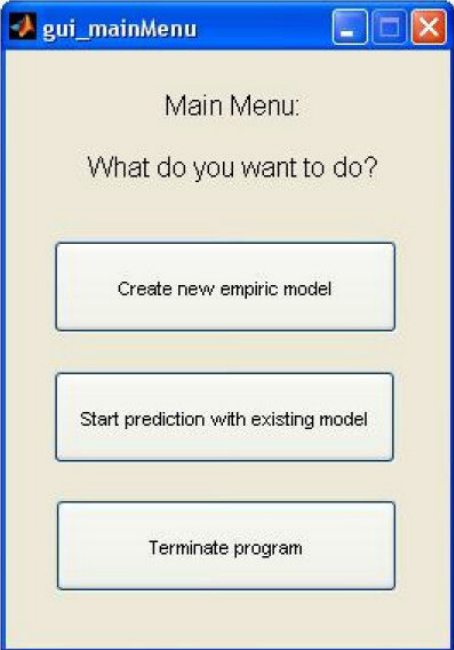 gui_mainMenu
Main Menu:
What do you want to do?
Create new empiric model
Start prediction with existing model
Terminate program